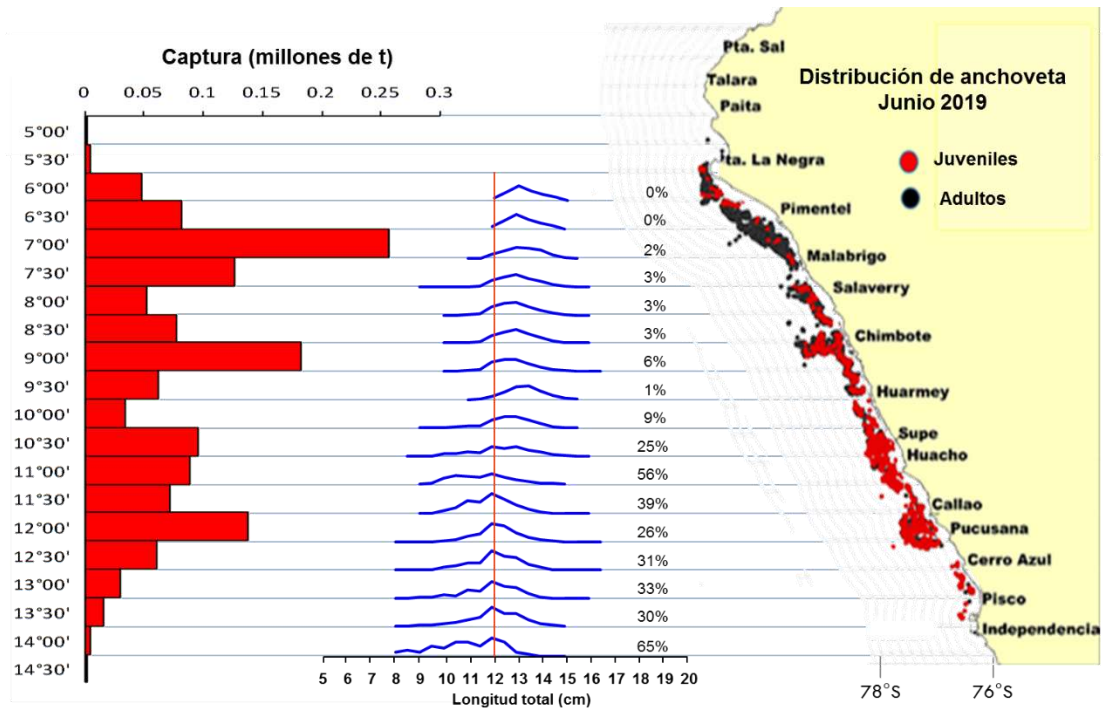 Captura (millones de t)
0 0.05 0.1 0.15 0.2 0.25 0.3
5°00'
5°30'
6°00'
6°30'
7°00'
7°30'
8°00'
8°30'
9°00'
9°30'
10°00'
10°30'
11°00'
11°30'
12°00'
12°30'
13°00'
13°30'
14°00'
14°30'
0%
0%
2%
3%
3%
3%
6%
1%
9%
25%
56%
39%
26%
31%
33%
30%
65%
5 6 7 8 9 10 11 12 13 14 15 16 17 18 19 20
Longitud total (cm)
Distribución de anchoveta
Junio 2019
Juveniles
Adultos
Pta. Sal
Talara
Paita
ta. La Negra
Pimentel
Malabrigo
Salaverry
Chimbote
Huarmey
Supe
Huacho
Callao
Pucusana
Cerro Azul
Pisco
Independencia
78°S 76°S